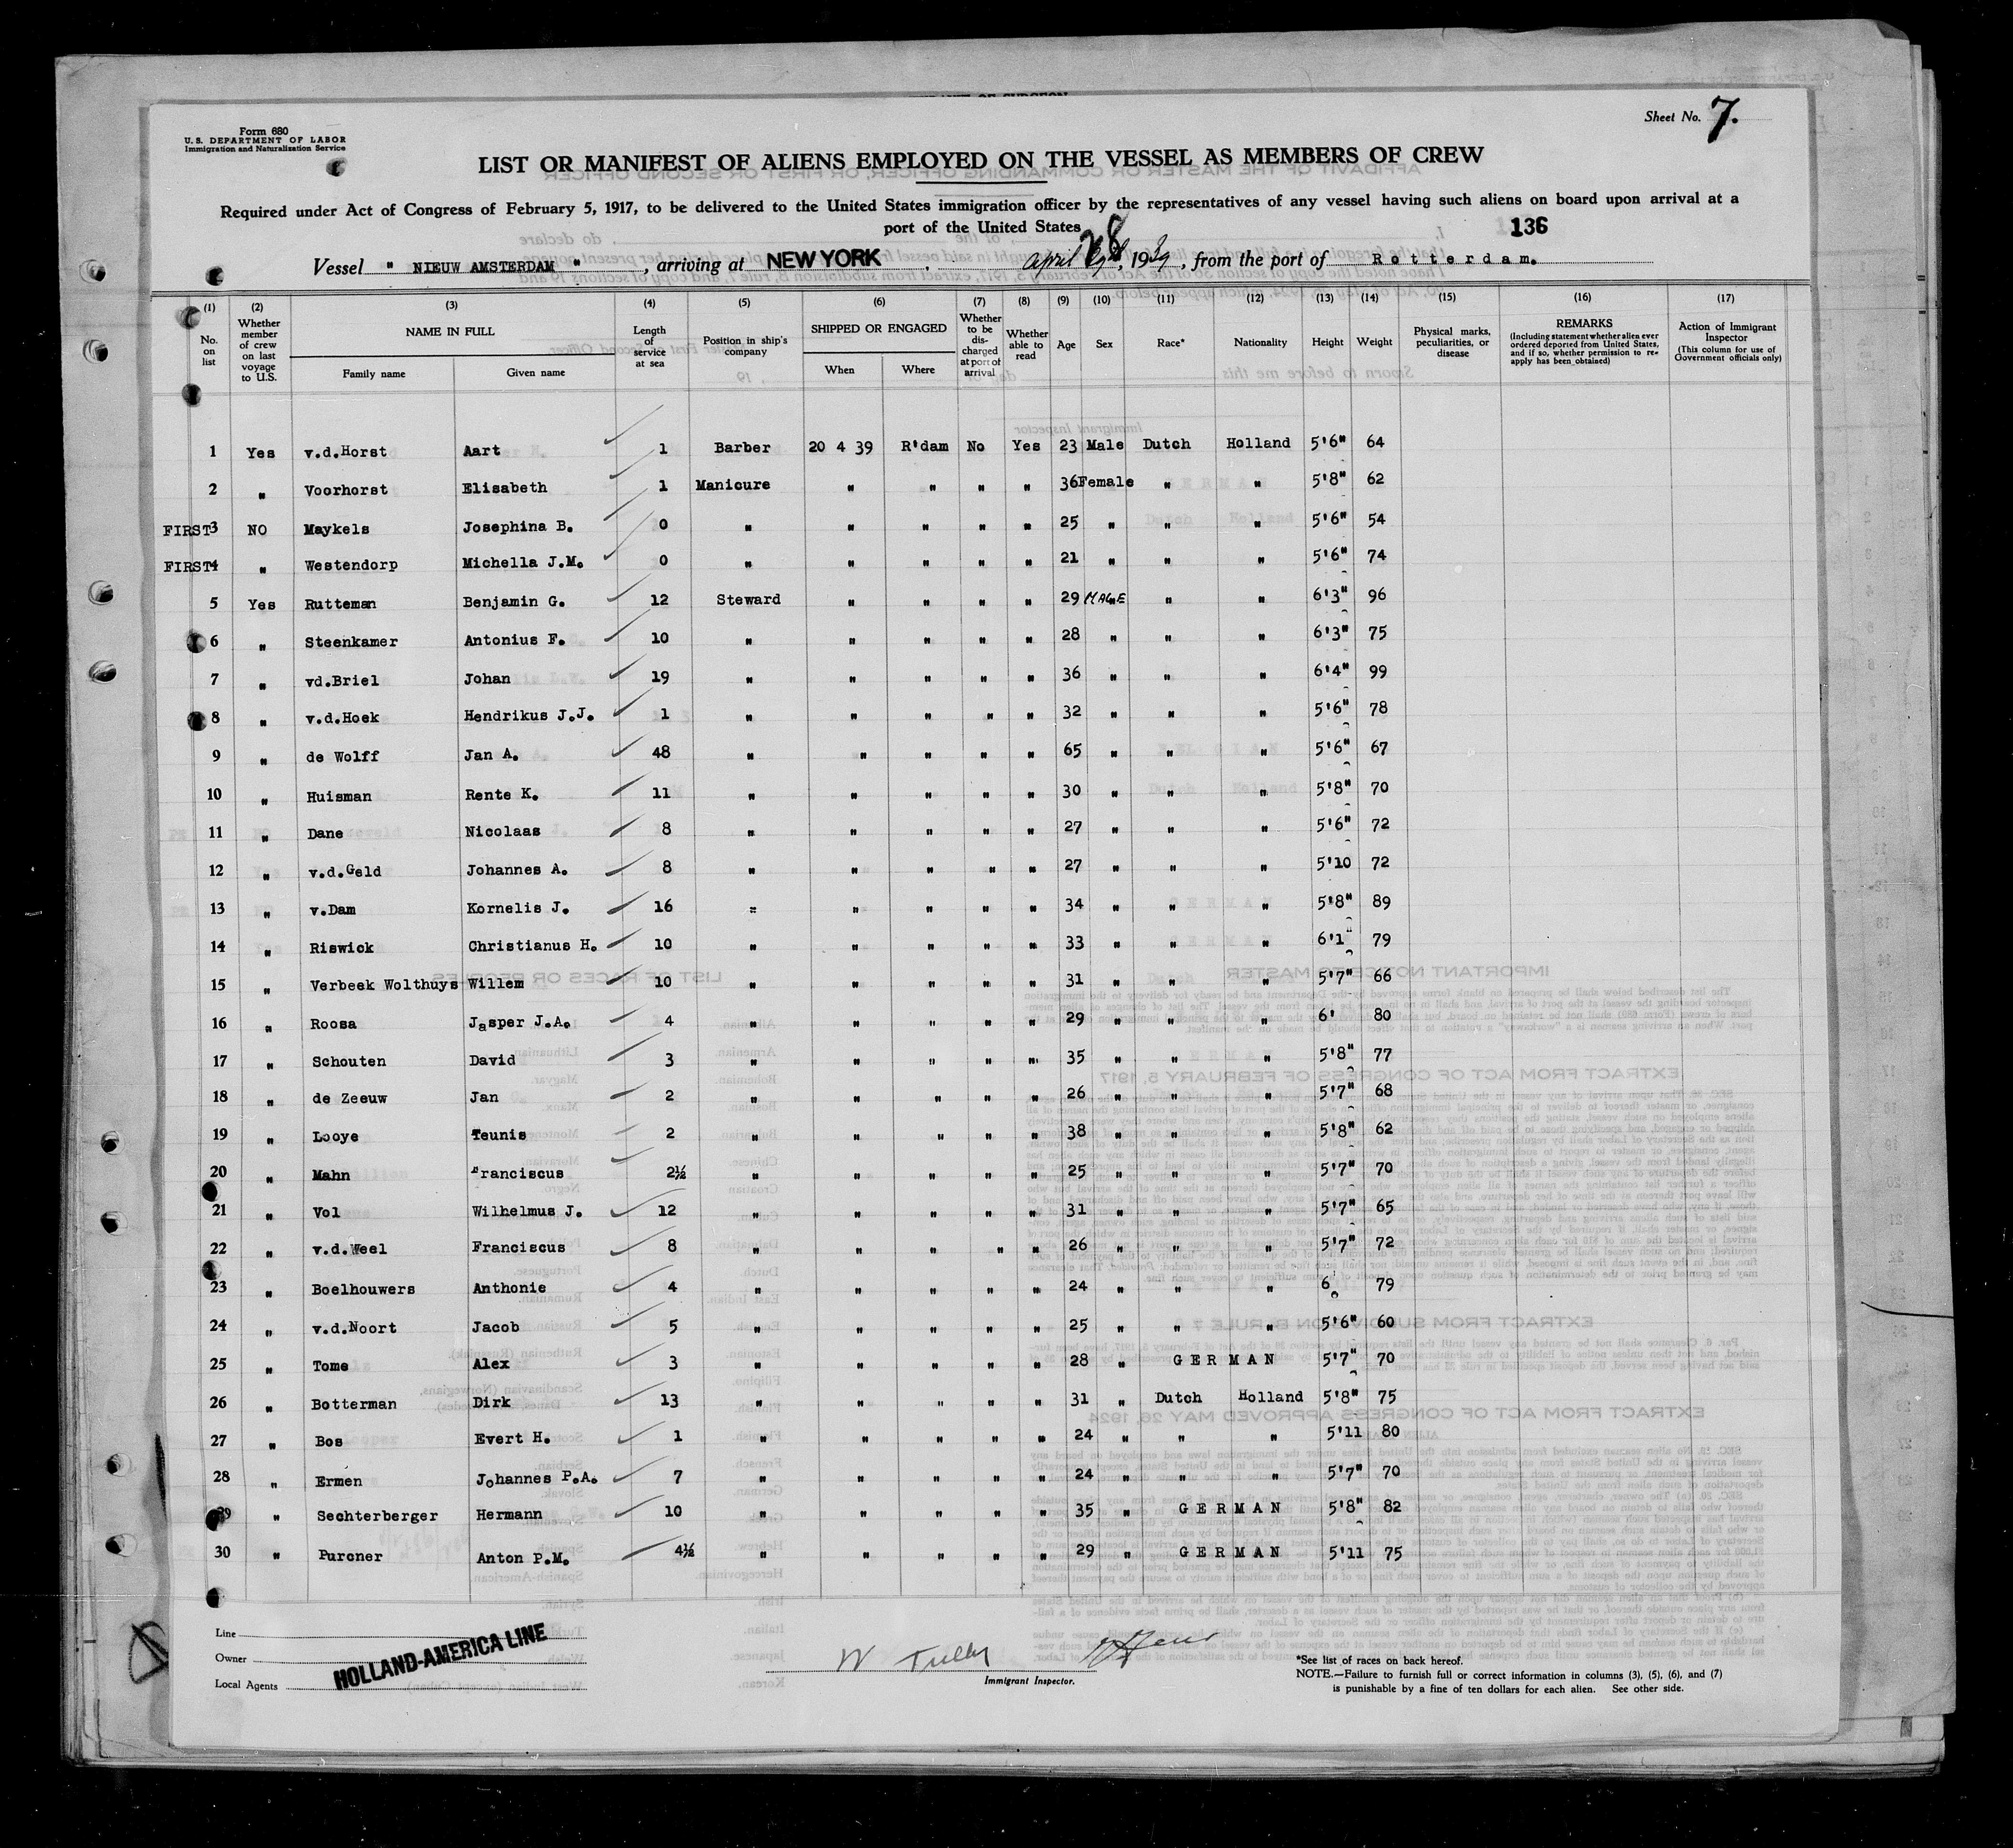 Form 680
U. S. DEPARTMENT OF LABOR
Immigration and Naturalization Service
Sheet No. 7.
LIST OR MANIFEST OF ALIENS EMPLOYED ON THE VESSEL AS MEMBERS OF CREW
Required under Act of Congress of February 5, 1917, to be delivered to the United States immigration officer by the representatives of any vessel having such aliens on board upon arrival at a
port of the United States
136
Vessel " NIEUW AMSTERDAM ", arriving at NEW YORK, april 28, 1939, from the port of Rotterdam.
(1) (2) (3) (4) (5) (6) (7) (8) (9) (10) (11) (12) (13) (14) (15) (16) (17)
No. on list
Whether member of crew on last voyage to U.S.
NAME IN FULL
Family name Given name
Length of service at sea
Position in ship's company
SHIPPED OR ENGAGED
When Where
Whether to be discharged at port of arrival
Whether able to read
Age
Sex
Race*
Nationality
Height
Weight
Physical marks, peculiarities, or disease
REMARKS
(Including statement whether alien ever ordered deported from United States, and if so, whether permission to reapply has been obtained)
Action of Immigrant Inspector
(This column for use of Government officials only)
1 Yes v.d.Horst Aart 1 Barber 20 4 39 R'dam No Yes 23 Male Dutch Holland 5'6" 64
2 " Voorhorst Elisabeth 1 Manicure " " " " 36 Female " " 5'8" 62
FIRST 3 NO Maykels Josephina B. 0 " " " " " 25 " " " 5'6" 54
FIRST 4 " Westendorp Michella J.M. 0 " " " " " 21 " " " 5'6" 74
5 Yes Rutteman Benjamin G. 12 Steward " " " " 29 MALE " " 6'3" 96
6 " Steenkamer Antonius F. 10 " " " " " 28 " " " 6'3" 75
7 " vd.Briel Johan 19 " " " " " 36 " " " 6'4" 99
8 " v.d.Hoek Hendrikus J.J. 1 " " " " " 32 " " " 5'6" 78
9 " de Wolff Jan A. 48 " " " " " 65 " " " 5'6" 67
10 " Huisman Rente K. 11 " " " " " 30 " " " 5'8" 70
11 " Dane Nicolaas 8 " " " " " 27 " " " 5'6" 72
12 " v.d.Geld Johannes A. 8 " " " " " 27 " " " 5'10 72
13 " v.Dam Kornelis J. 16 " " " " " 34 " " " 5'8" 89
14 " Riswick Christianus H. 10 " " " " " 33 " " " 6'1" 79
15 " Verbeek Wolthuys Willem 10 " " " " " 31 " " " 5'7" 66
16 " Roosa Jasper J.A. 4 " " " " " 29 " " " 6' 80
17 " Schouten David 3 " " " " " 35 " " " 5'8" 77
18 " de Zeeuw Jan 2 " " " " " 26 " " " 5'7" 68
19 " Looye Teunis 2 " " " " " 38 " " " 5'8" 62
20 " Mahn Franciscus 2½ " " " " " 25 " " " 5'7" 70
21 " Vol Wilhelmus J. 12 " " " " " 31 " " " 5'7" 65
22 " v.d.Weel Franciscus 8 " " " " " 26 " " " 5'7" 72
23 " Boelhouwers Anthonie 4 " " " " " 24 " " " 6' 79
24 " v.d.Noort Jacob 5 " " " " " 25 " " " 5'6" 60
25 " Tome Alex 3 " " " " " 28 " GERMAN 5'7" 70
26 " Botterman Dirk 13 " " " " " 31 " Dutch Holland 5'8" 75
27 " Bos Evert H. 1 " " " " " 24 " " " 5'11 80
28 " Ermen Johannes P.A. 7 " " " " " 24 " " " 5'7" 70
29 " Sechterberger Hermann 10 " " " " " 35 " GERMAN 5'8" 82
30 " Purcner Anton P.M. 4½ " " " " " 29 " GERMAN 5'11 75
Line
Owner
Local Agents
HOLLAND-AMERICA LINE
Immigrant Inspector.
*See list of races on back hereof.
NOTE.—Failure to furnish full or correct information in columns (3), (5), (6), and (7)
is punishable by a fine of ten dollars for each alien. See other side.